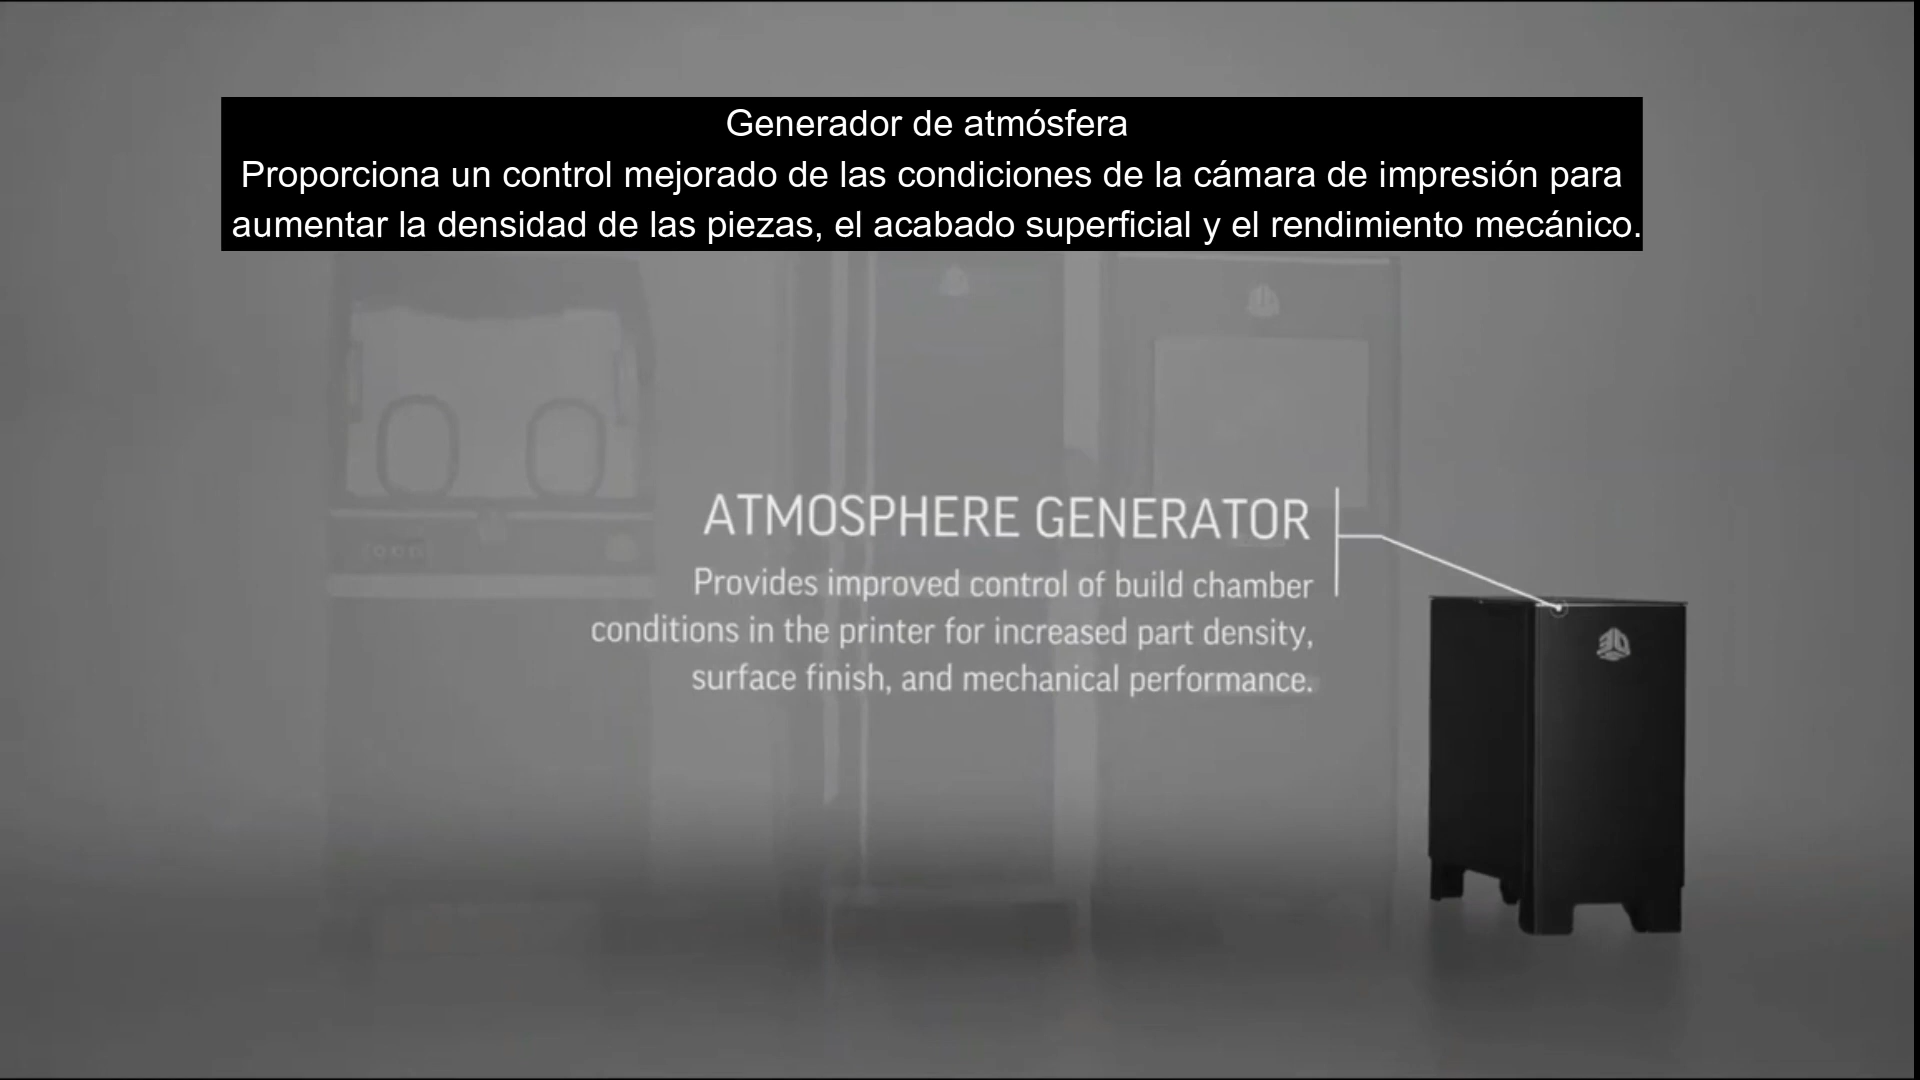 Generador de atmósfera
Proporciona un control mejorado de las condiciones de la cámara de impresión para
aumentar la densidad de las piezas, el acabado superficial y el rendimiento mecánico.
ATMOSPHERE GENERATOR
Provides improved control of build chamber
conditions in the printer for increased part density,
surface finish, and mechanical performance.
3D